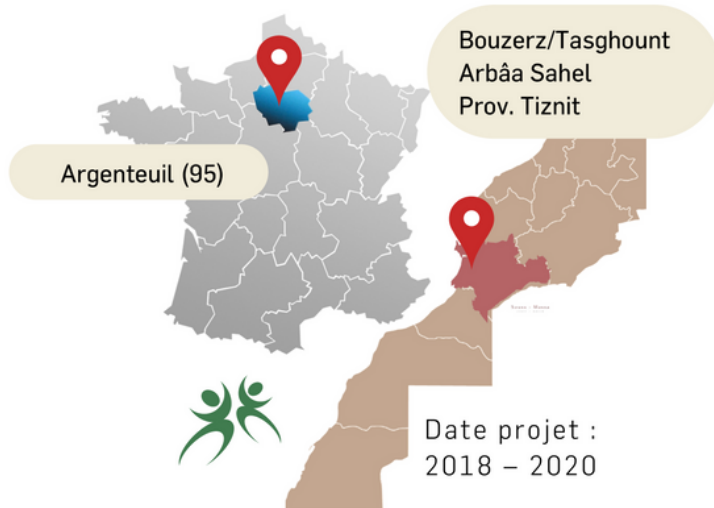 Bouzerz/Tasghount
Arbâa Sahel
Prov. Tiznit
Argenteuil (95)
Date projet :
2018 – 2020